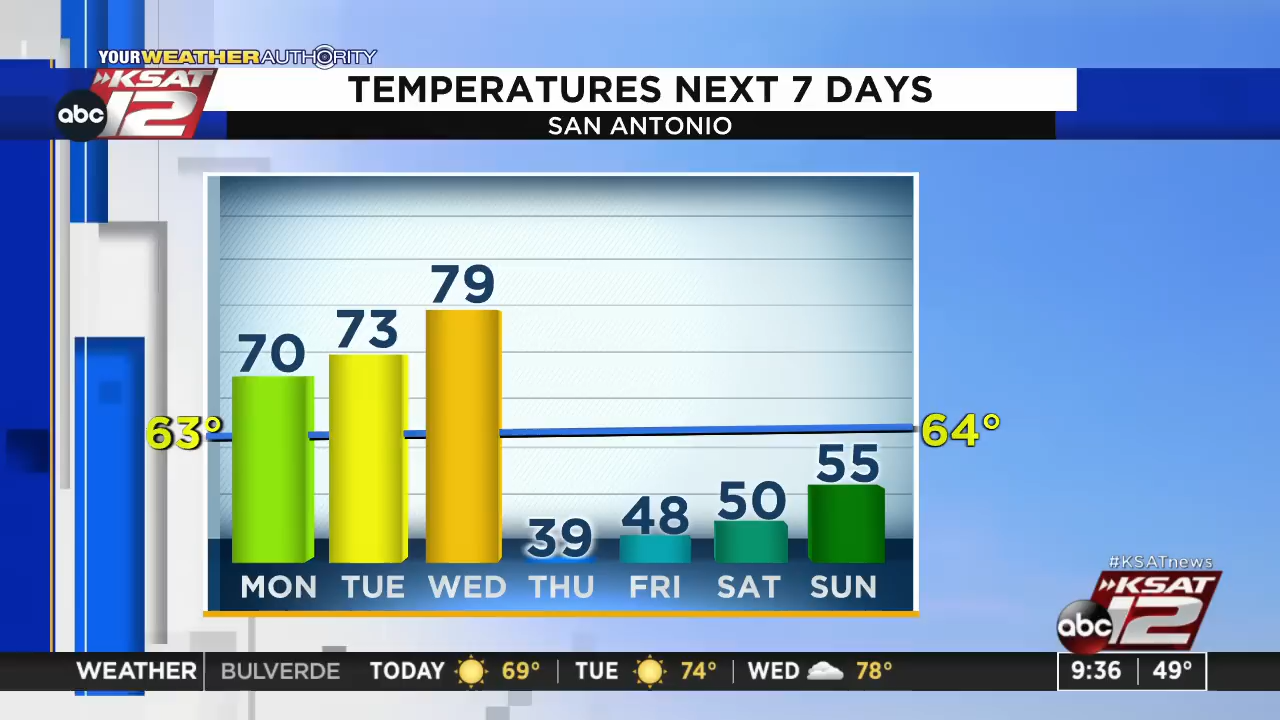 YOURWEATHERAUTHORITY
KSAT
abc 12
TEMPERATURES NEXT 7 DAYS
SAN ANTONIO
79
73
70
63°
64°
55
50
48
39
MON TUE WED THU FRI SAT SUN
#KSATnews
KSAT
abc 12
WEATHER BULVERDE TODAY 69° TUE 74° WED 78° 9:36 49°